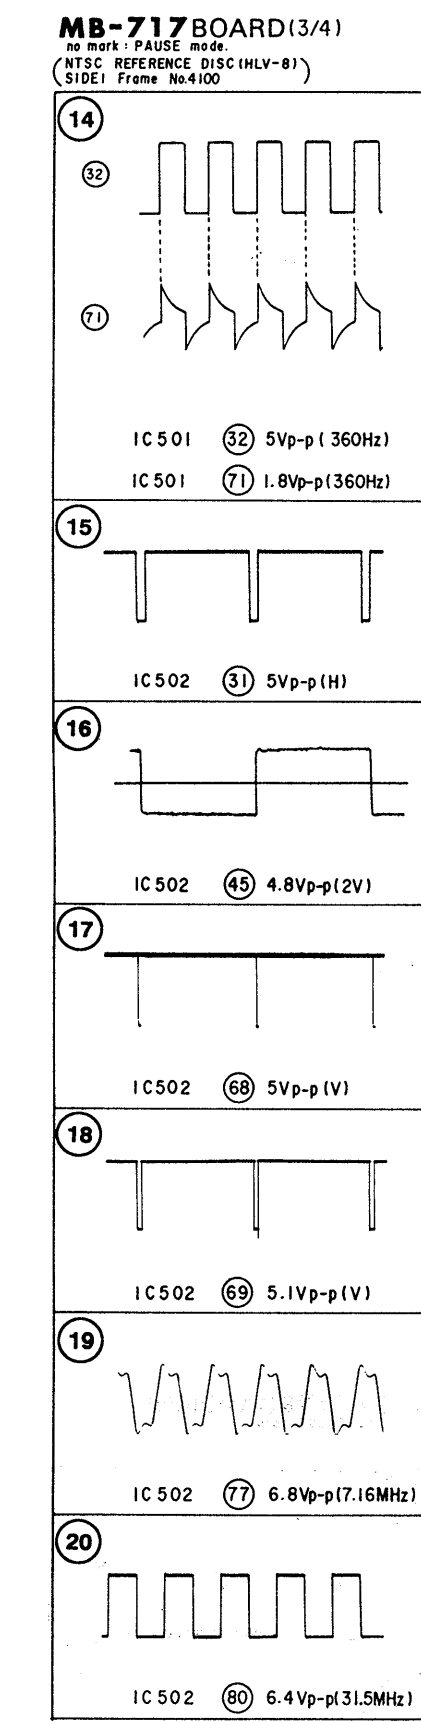 MB-717 BOARD(3/4)
no mark : PAUSE mode.
(NTSC REFERENCE DISC(HLV-8)
SIDE1 Frame No.4100)
14
32
71
IC501 32 5Vp-p ( 360Hz)
IC501 71 1.8Vp-p(360Hz)
15
IC502 31 5Vp-p(H)
16
IC502 45 4.8Vp-p(2V)
17
IC502 68 5Vp-p (V)
18
IC502 69 5.1Vp-p(V)
19
IC502 77 6.8Vp-p(7.16MHz)
20
IC502 80 6.4Vp-p(31.5MHz)